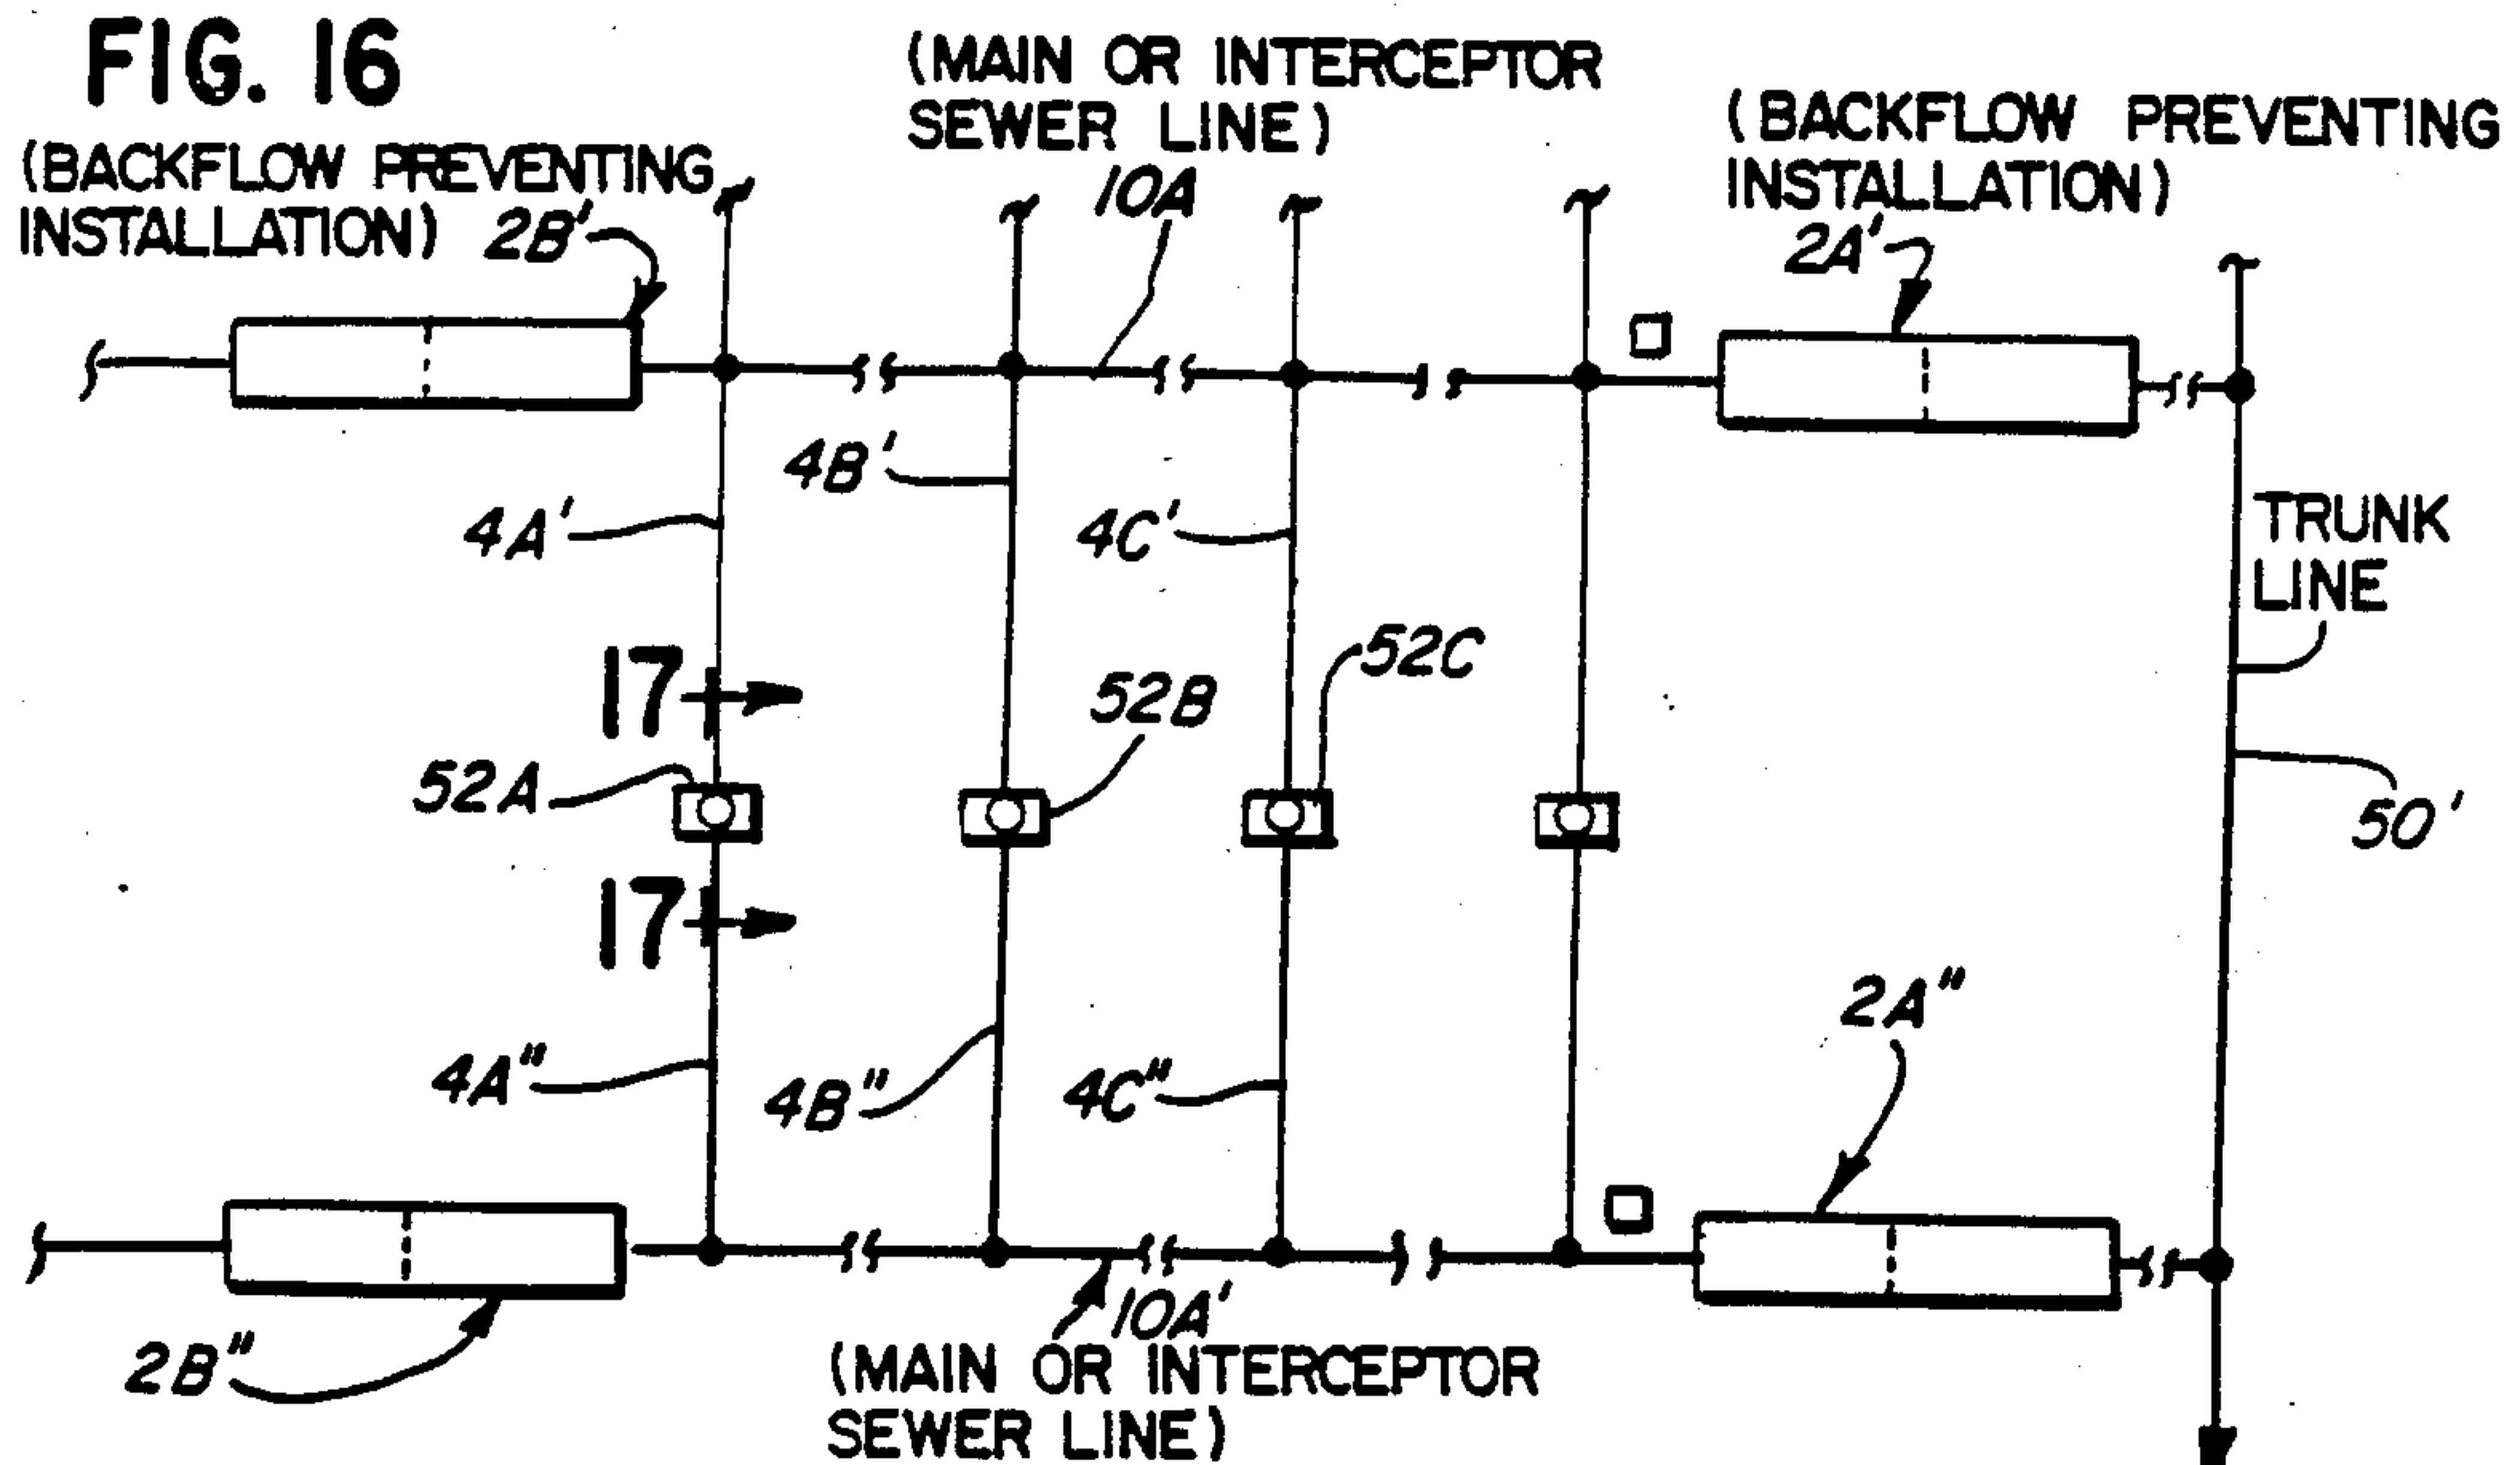 FIG. 16
(MAIN OR INTERCEPTOR
SEWER LINE)
10A
(BACKFLOW PREVENTING
INSTALLATION)
2B'
(BACKFLOW PREVENTING
INSTALLATION)
2A'
4B'
4A'
4C'
TRUNK
LINE
17
52C
52B
52A
50'
17
2A"
4A"
4B"
4C"
10A'
2B"
(MAIN OR INTERCEPTOR
SEWER LINE)